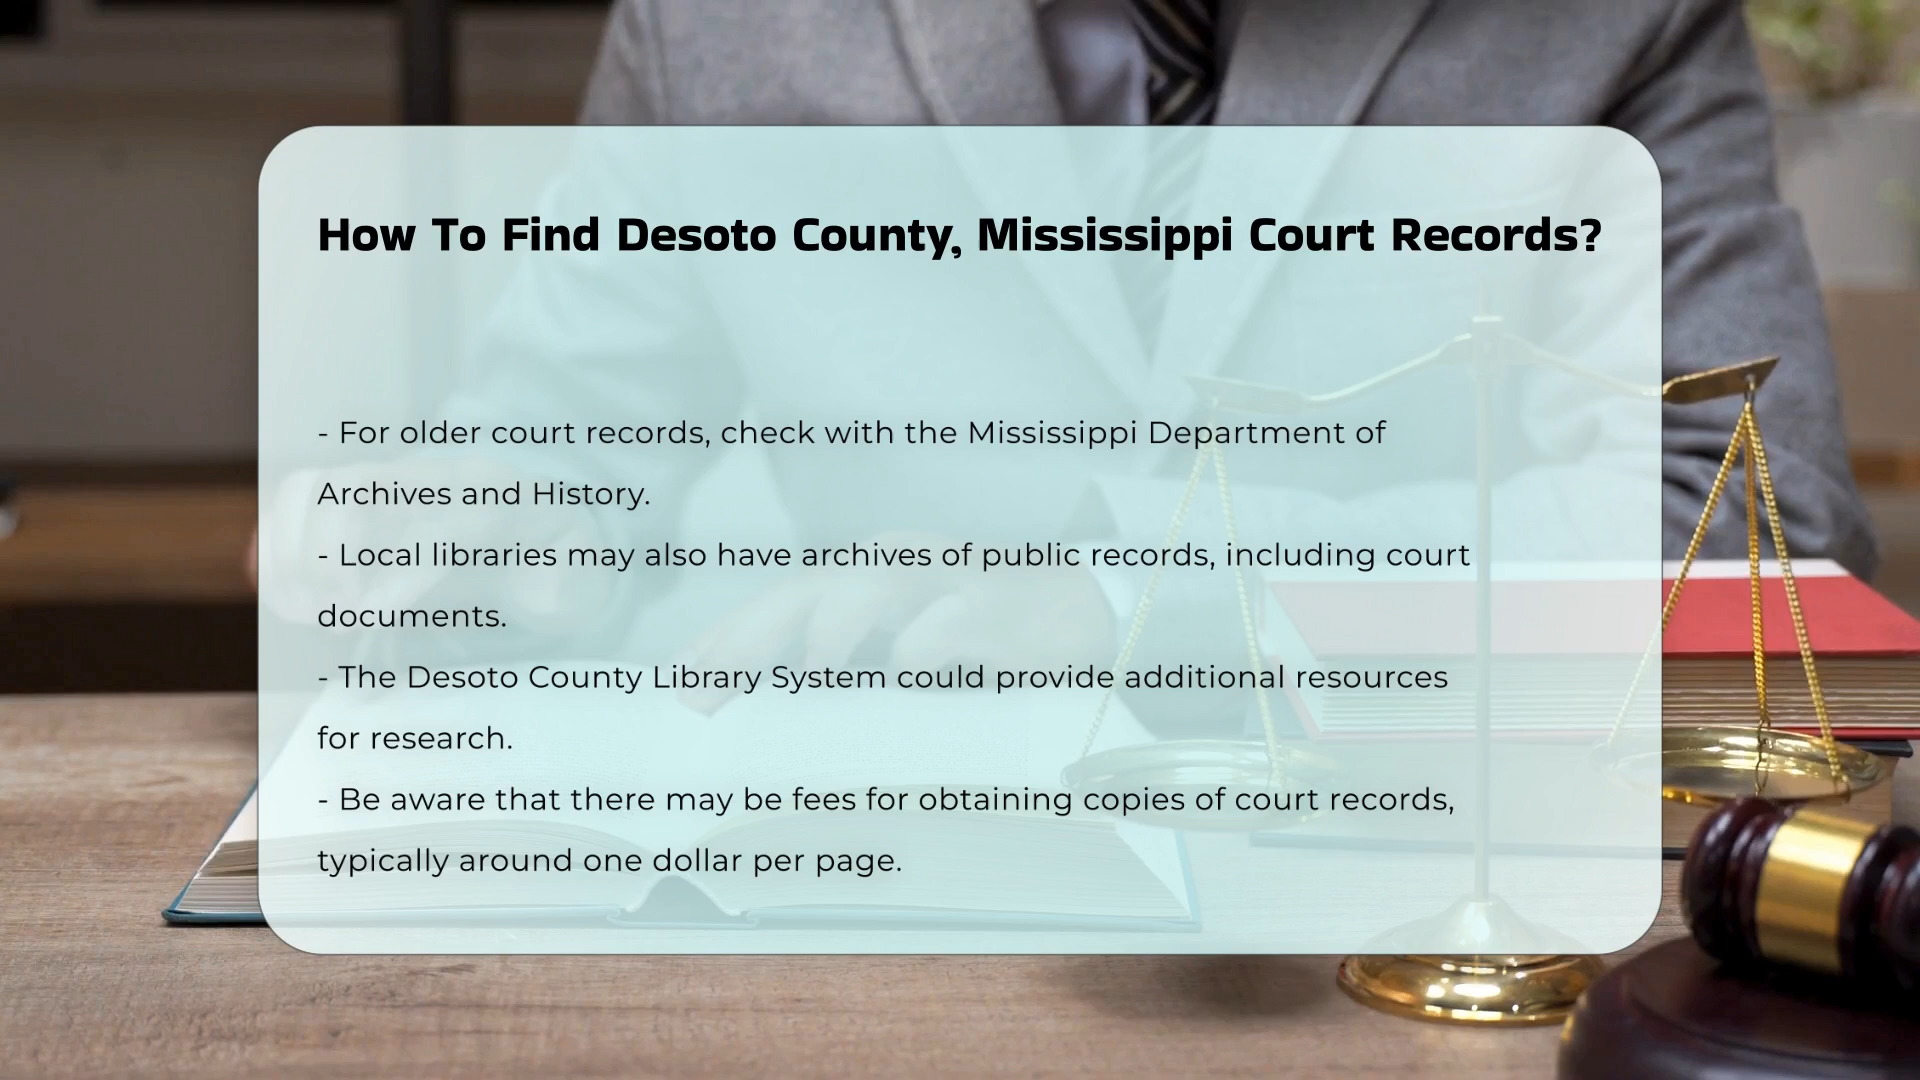 How To Find Desoto County, Mississippi Court Records?
- For older court records, check with the Mississippi Department of
Archives and History.
- Local libraries may also have archives of public records, including court
documents.
- The Desoto County Library System could provide additional resources
for research.
- Be aware that there may be fees for obtaining copies of court records,
typically around one dollar per page.